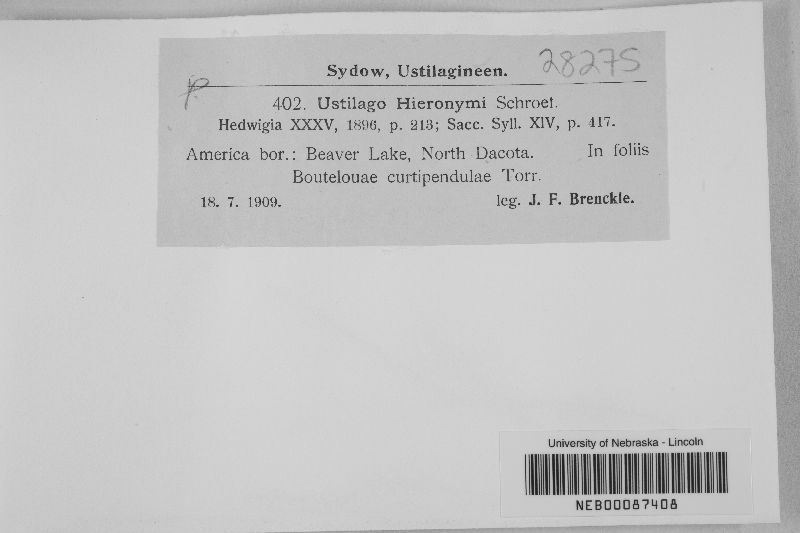 Sydow, Ustilagineen. 28275
p
402. Ustilago Hieronymi Schroet.
Hedwigia XXXV, 1896, p. 213; Sacc. Syll. XIV, p. 417.
America bor.: Beaver Lake, North Dacota. In foliis
Boutelouae curtipendulae Torr.
18. 7. 1909. leg. J. F. Brenckle.
University of Nebraska - Lincoln
NEB00087408